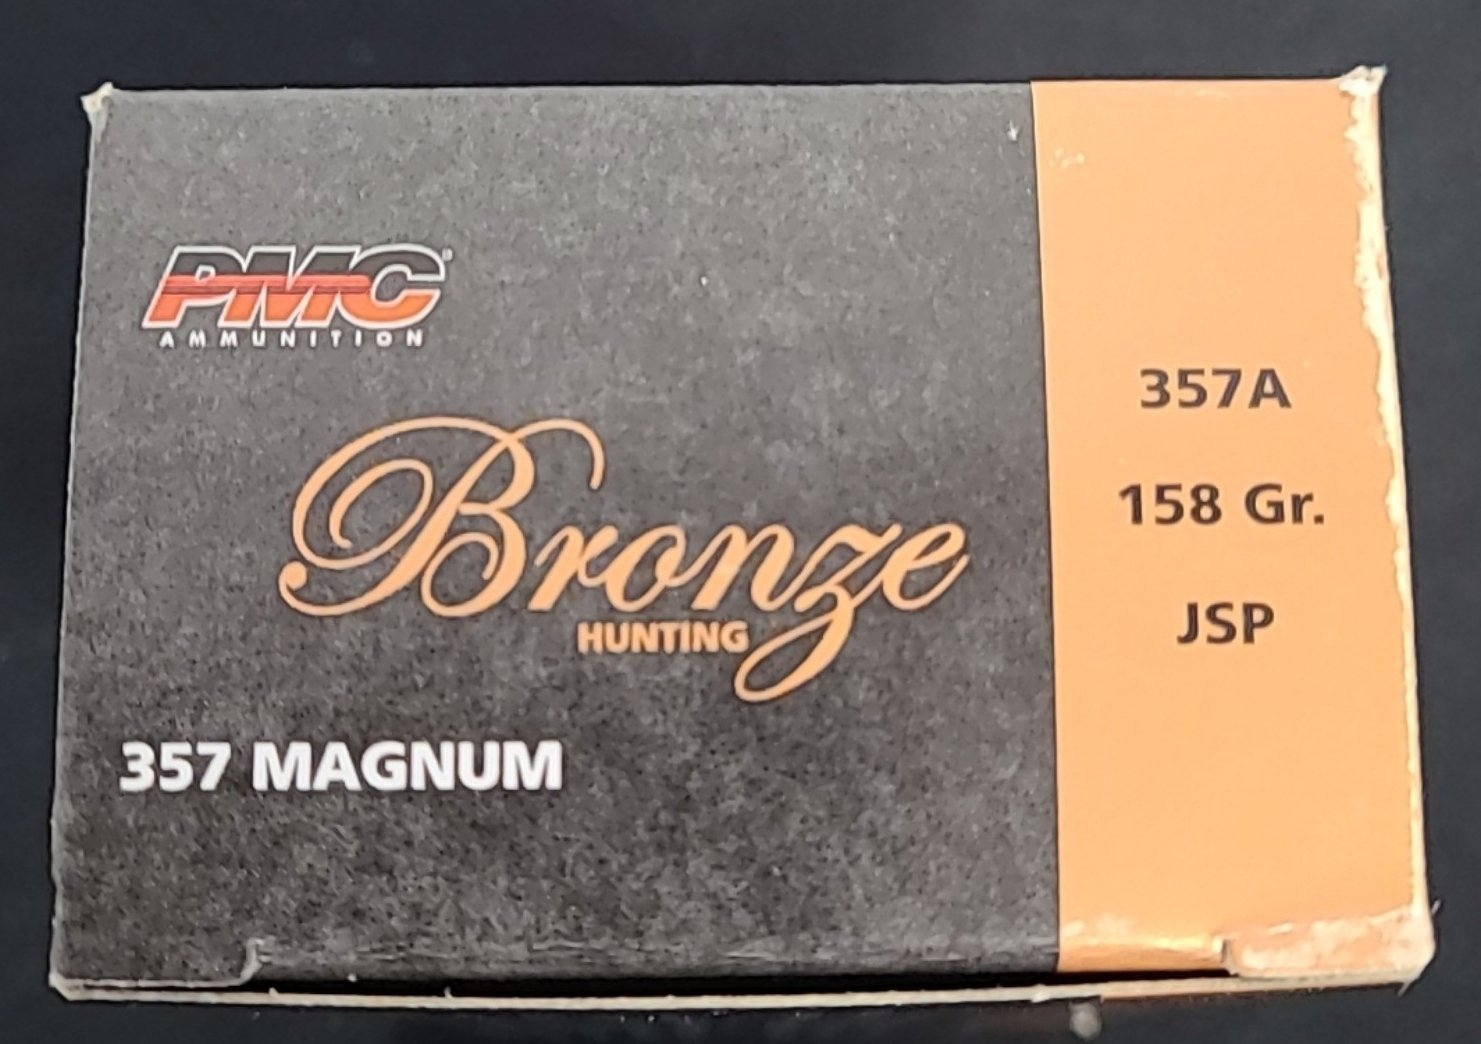 PMC®
AMMUNITION
Bronze
HUNTING
357 MAGNUM
357A
158 Gr.
JSP